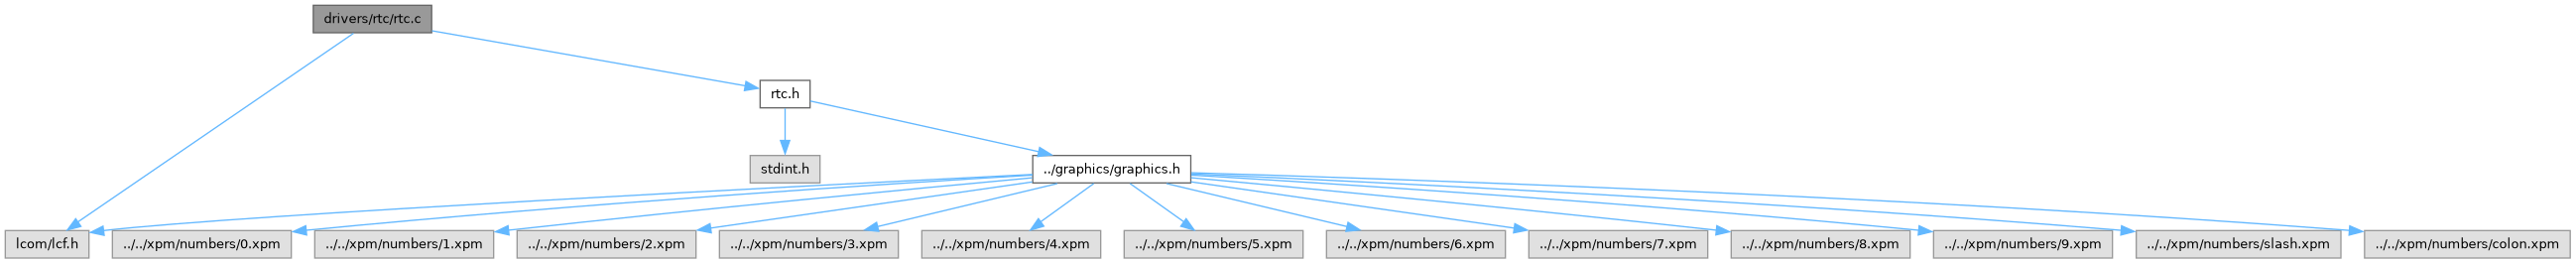 drivers/rtc/rtc.c
rtc.h
stdint.h
../graphics/graphics.h
lcom/lcf.h
../../xpm/numbers/0.xpm
../../xpm/numbers/1.xpm
../../xpm/numbers/2.xpm
../../xpm/numbers/3.xpm
../../xpm/numbers/4.xpm
../../xpm/numbers/5.xpm
../../xpm/numbers/6.xpm
../../xpm/numbers/7.xpm
../../xpm/numbers/8.xpm
../../xpm/numbers/9.xpm
../../xpm/numbers/slash.xpm
../../xpm/numbers/colon.xpm